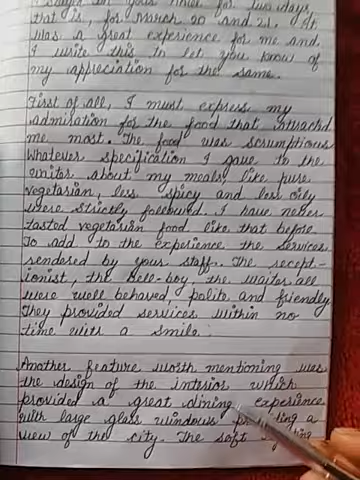 I stayed in your hotel for two days,
that is, for March 20 and 21. It
was a great experience for me and
I write this to let you know of
my appreciation for the same.
First of all, I must express my
admiration for the food that attrackd
me most. The food was scrumptious
Whatever specification I gave to the
waiter about my meals like pure
vegetarian, less spicy and less oily
were strictly followed. I have never
tasted vegetarian food like that before.
To add to the experience the services
rendered by your staff. The recept-
ionist, the bell-boy, the waiter all
were well behaved, polite and friendly
They provided services within no
time with a smile.
Another feature worth mentioning was
the design of the intrior which
provided a great dining experience
with large glass windows a
view of the city. The soft